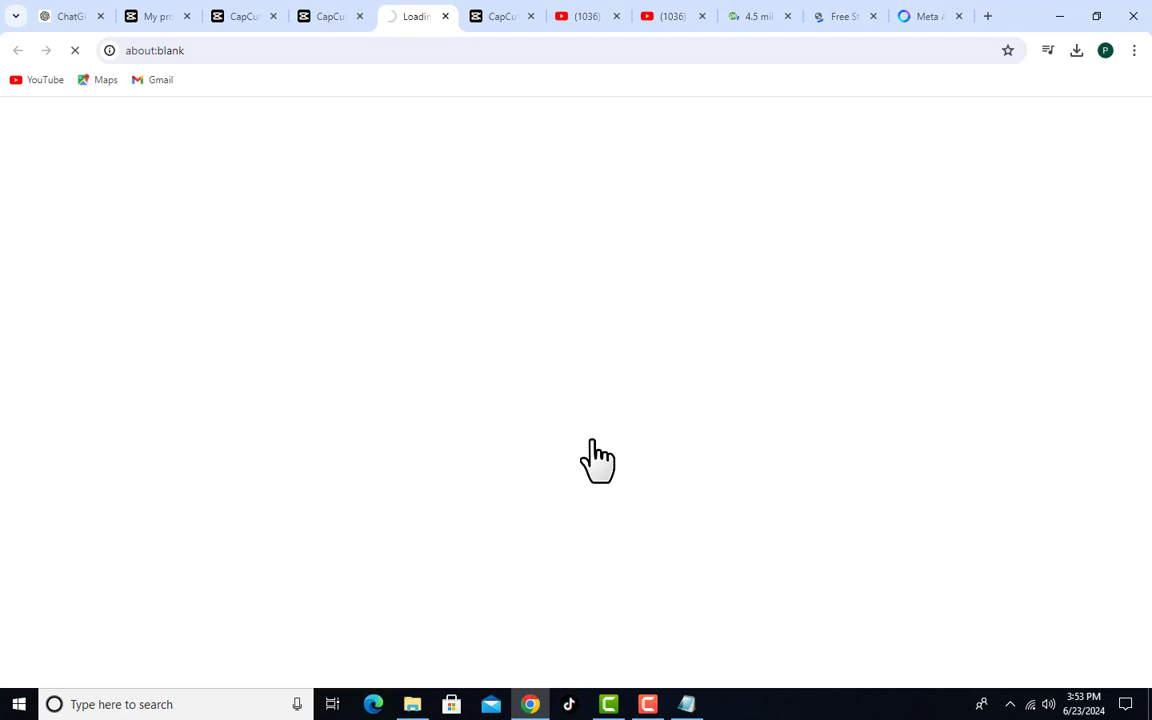 ChatG
My pro
CapCu
CapCu
Loadin
CapCu
(1036)
(1036)
4.5 mil
Free St
Meta A
about:blank
YouTube
Maps
Gmail
P
Type here to search
3:53 PM
6/23/2024